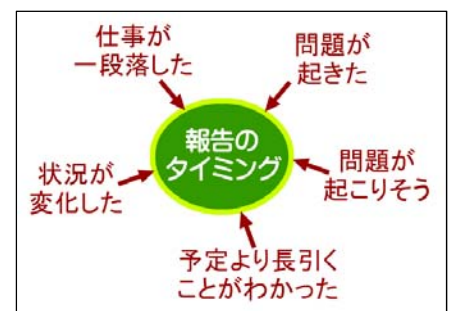 仕事が
一段落した
問題が
起きた
報告の
タイミング
状況が
変化した
問題が
起こりそう
予定より長引く
ことがわかった